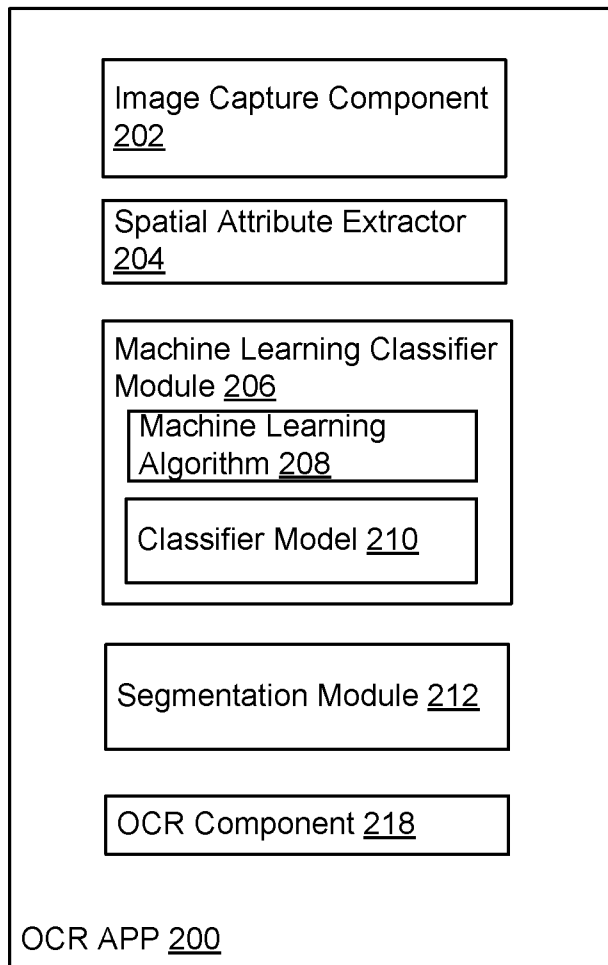 Image Capture Component
202
Spatial Attribute Extractor
204
Machine Learning Classifier
Module 206
Machine Learning
Algorithm 208
Classifier Model 210
Segmentation Module 212
OCR Component 218
OCR APP 200